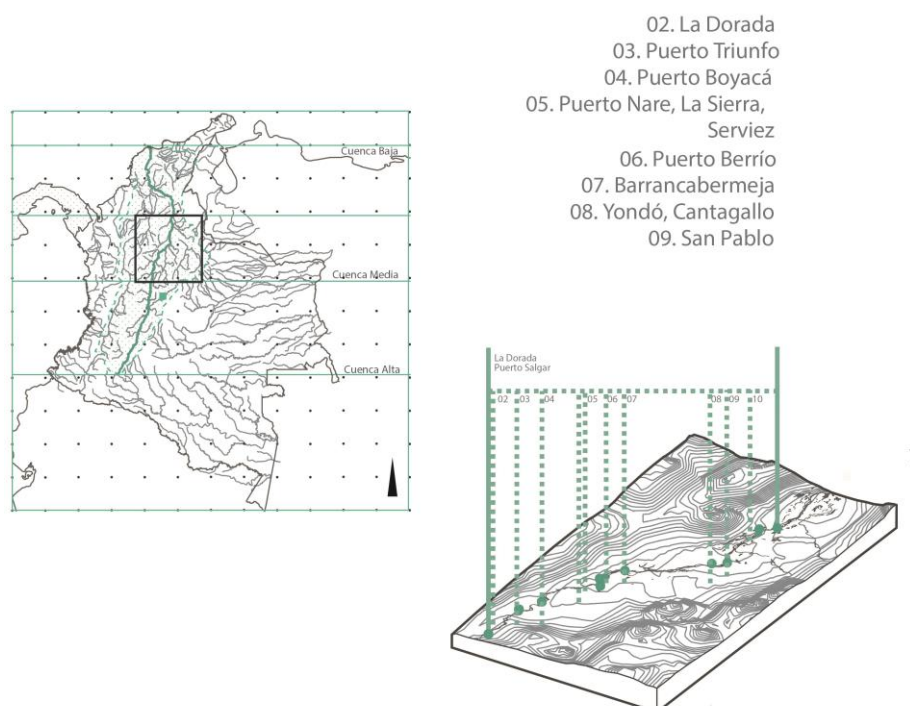 02. La Dorada
03. Puerto Triunfo
04. Puerto Boyacá
05. Puerto Nare, La Sierra,
Serviez
06. Puerto Berrío
07. Barrancabermeja
08. Yondó, Cantagallo
09. San Pablo
Cuenca Baja
Cuenca Media
Cuenca Alta
La Dorada
Puerto Salgar
02 03 04 05 06 07 08 09 10